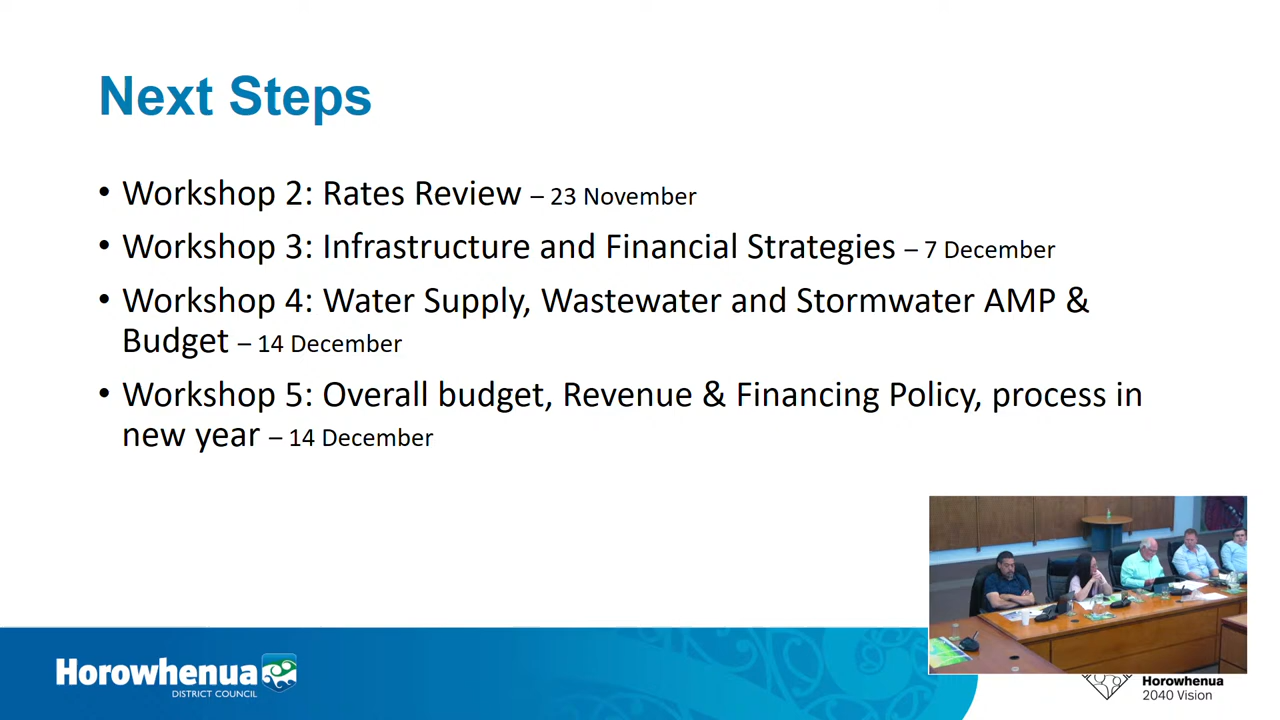 Next Steps
• Workshop 2: Rates Review – 23 November
• Workshop 3: Infrastructure and Financial Strategies – 7 December
• Workshop 4: Water Supply, Wastewater and Stormwater AMP &
Budget – 14 December
• Workshop 5: Overall budget, Revenue & Financing Policy, process in
new year – 14 December
Horowhenua
DISTRICT COUNCIL
Horowhenua
2040 Vision